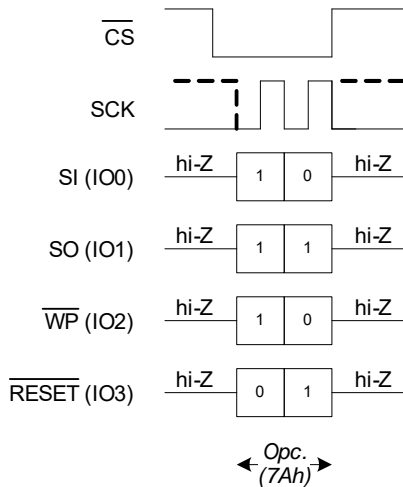 CS
SCK
SI (IO0) hi-Z 1 0 hi-Z
SO (IO1) hi-Z 1 1 hi-Z
WP (IO2) hi-Z 1 0 hi-Z
RESET (IO3) hi-Z 0 1 hi-Z
Opc.
(7Ah)